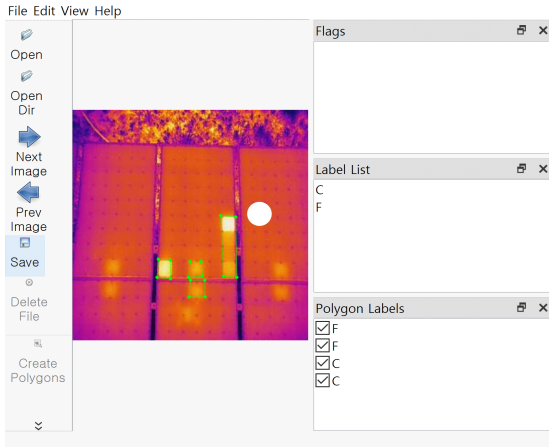 File Edit View Help
Open
Open
Dir
Next
Image
Prev
Image
Save
Delete
File
Create
Polygons
Flags
Label List
C
F
Polygon Labels
F
F
C
C